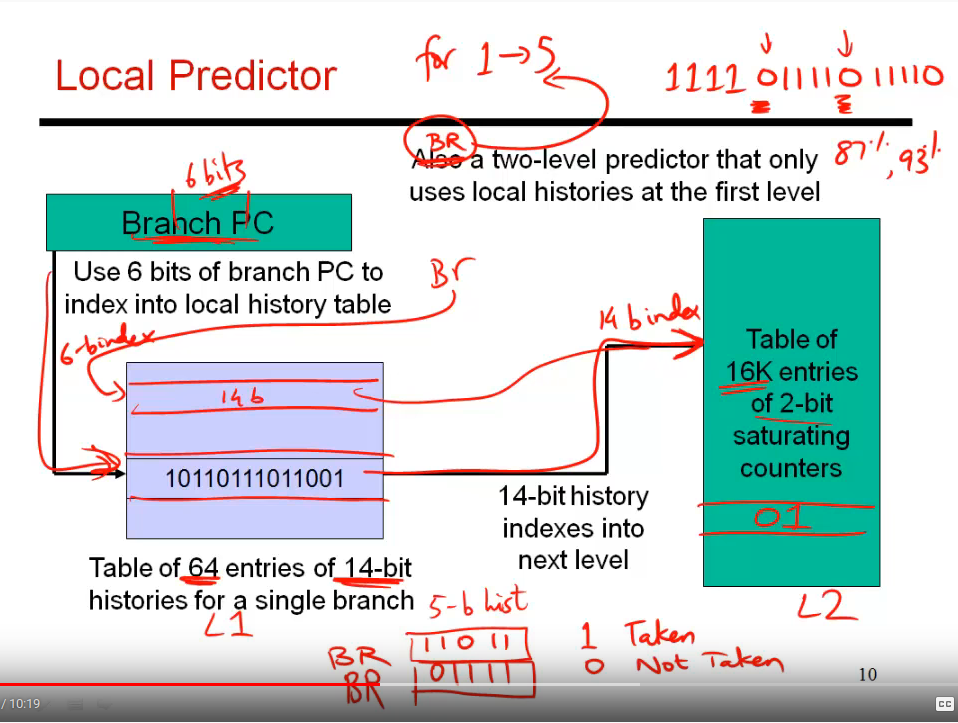 Local Predictor
for 1→5
1111 0 11110 11110
BR
87%, 93%
Also a two-level predictor that only
uses local histories at the first level
6 bits
Branch PC
Use 6 bits of branch PC to
index into local history table
Br
6-bindex
14 b
10110111011001
14 bindex
14-bit history
indexes into
next level
Table of
16K entries
of 2-bit
saturating
counters
01
Table of 64 entries of 14-bit
histories for a single branch
L1
L2
5-b hist
BR 11011
BR 01111
1 Taken
0 Not Taken
10
/ 10:19
CC